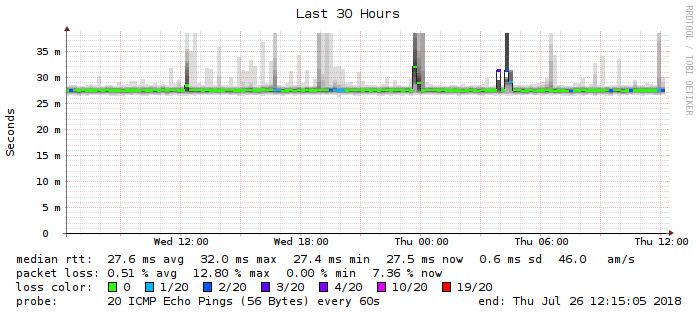 Last 30 Hours
RRDTOOL / TOBI OETIKER
Seconds
35 m
30 m
25 m
20 m
15 m
10 m
5 m
0
Wed 12:00 Wed 18:00 Thu 00:00 Thu 06:00 Thu 12:00
median rtt: 27.6 ms avg 32.0 ms max 27.4 ms min 27.5 ms now 0.6 ms sd 46.0 am/s
packet loss: 0.51 % avg 12.80 % max 0.00 % min 7.36 % now
loss color: 0 1/20 2/20 3/20 4/20 10/20 19/20
probe: 20 ICMP Echo Pings (56 Bytes) every 60s end: Thu Jul 26 12:15:05 2018